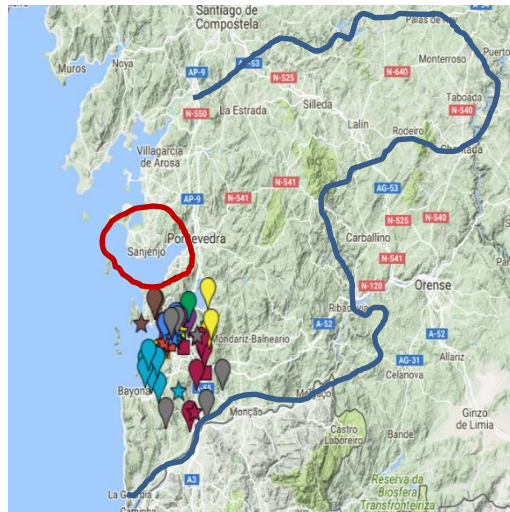 Santiago de
Compostela
Palas de Rei
Muros
Noya
AP-9
AG-53
N-525
N-640
Monterroso
Puerto
La Estrada
Silleda
Taboada
N-550
N-540
Lalín
Rodeiro
Chantada
Villagarcía
de Arosa
AP-9
N-541
N-541
AG-53
N-525
N-540
Sanjenjo
Pontevedra
Carballino
N-541
N-120
Orense
Ribadavia
A-52
A-52
Mondariz-Balneario
AG-31
Allariz
Bayona
A-55
Melgaço
Celanova
Monção
Ginzo
de Limia
Castro
Laboreiro
Bande
A3
Reserva da
Biosfera
Transfronteiriza
La Guardia